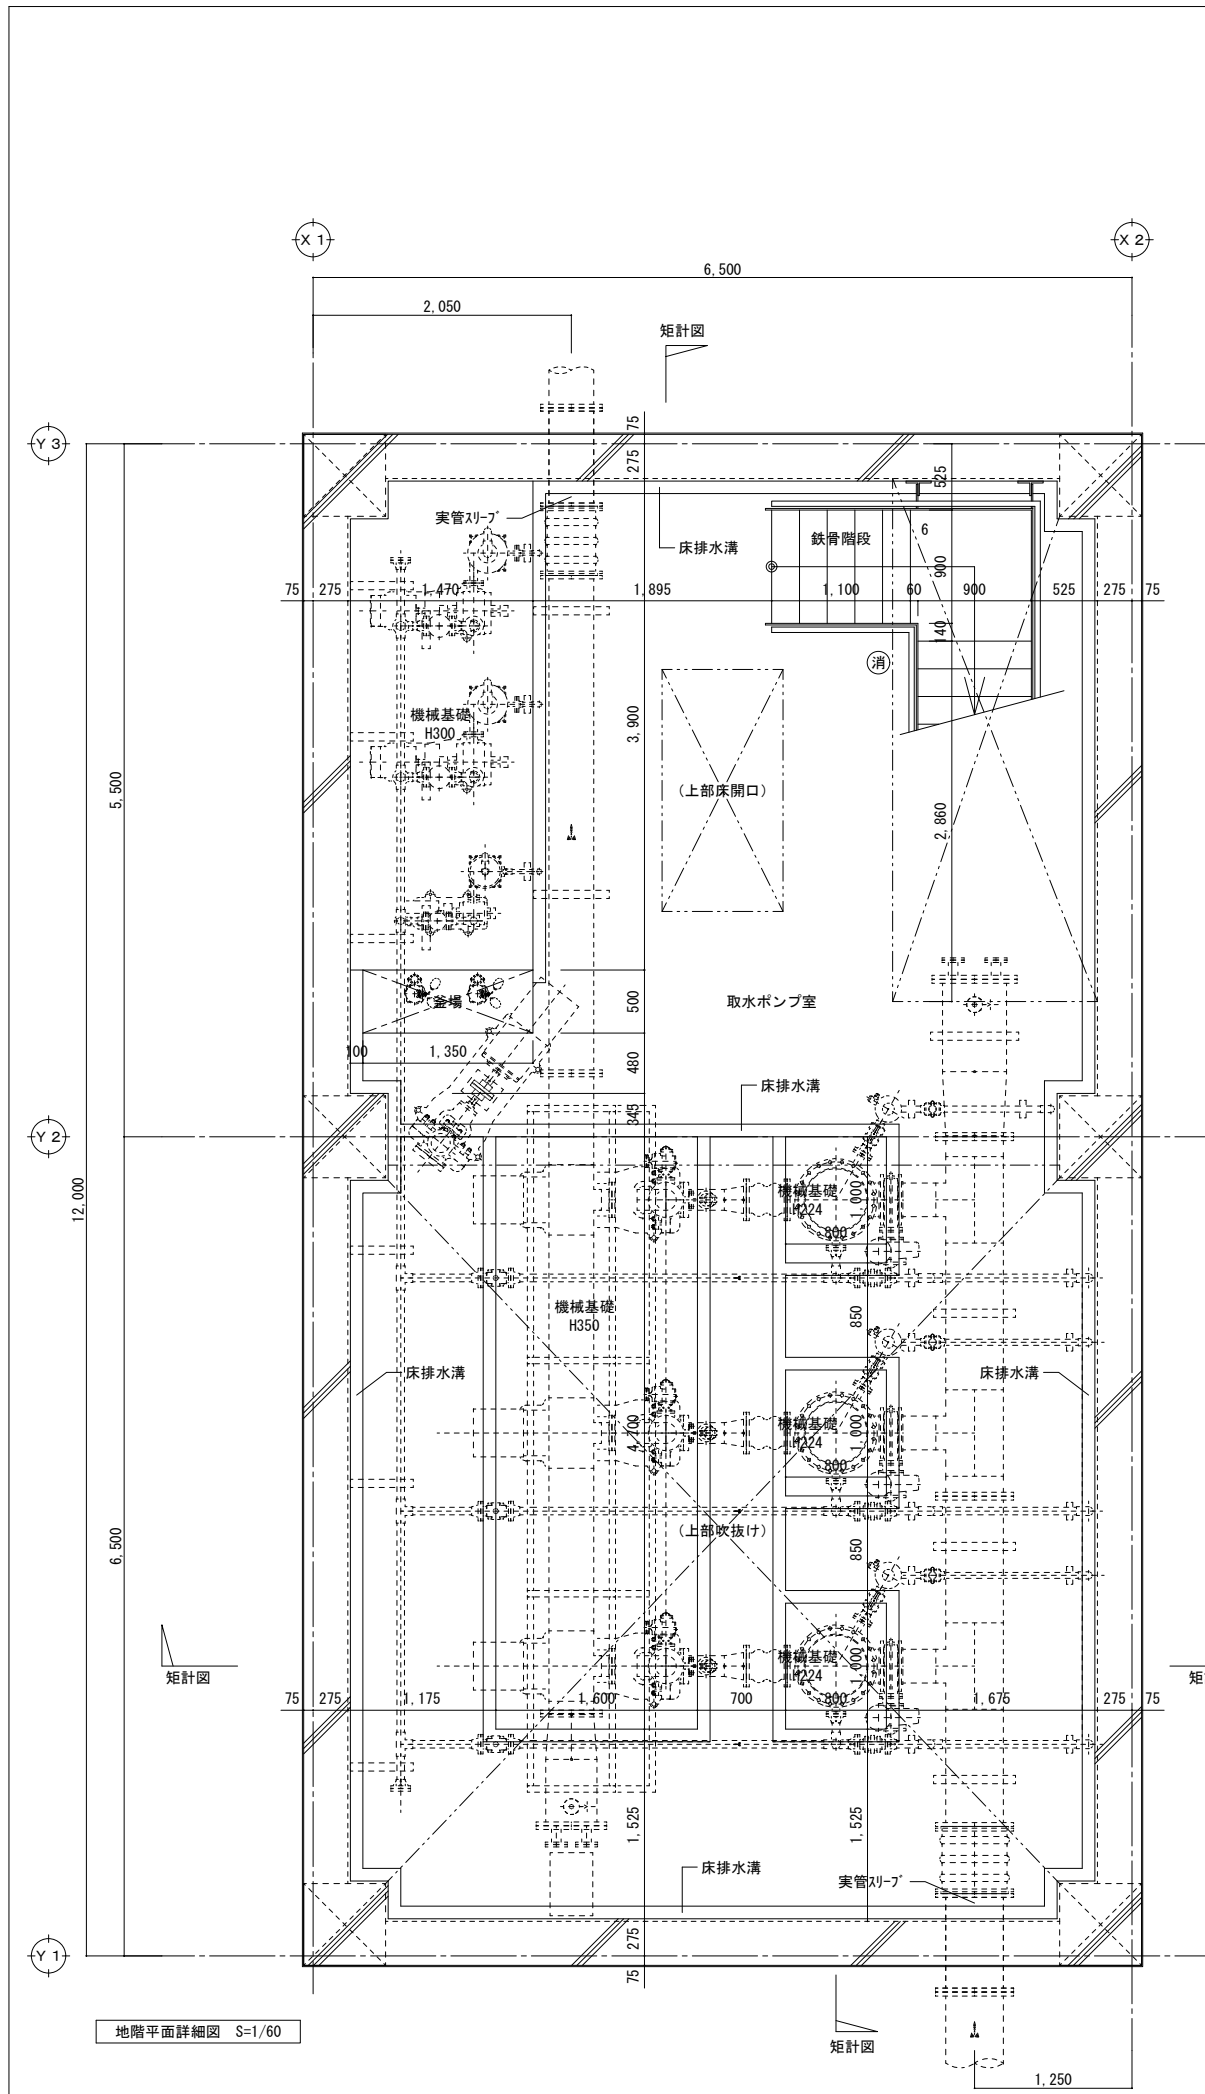 X 1
X 2
6,500
2,050
矩計図
Y 3
75
275
525
実管ｽﾘｰﾌﾞ
床排水溝
鉄骨階段
6
900
75
275
1,470
1,895
1,100
60
900
525
275
75
140
消
機械基礎
H300
3,900
(上部床開口)
5,500
2,860
釜場
500
取水ポンプ室
100
1,350
480
床排水溝
345
Y 2
12,000
機械基礎
H224
1,000
800
機械基礎
H350
850
床排水溝
床排水溝
機械基礎
H224
4,700
1,000
800
(上部吹抜け)
6,500
850
矩計図
機械基礎
H224
1,000
矩
75
275
1,175
1,600
700
800
1,675
275
75
1,525
1,525
床排水溝
実管ｽﾘｰﾌﾞ
275
Y 1
75
地階平面詳細図 S=1/60
矩計図
1,250